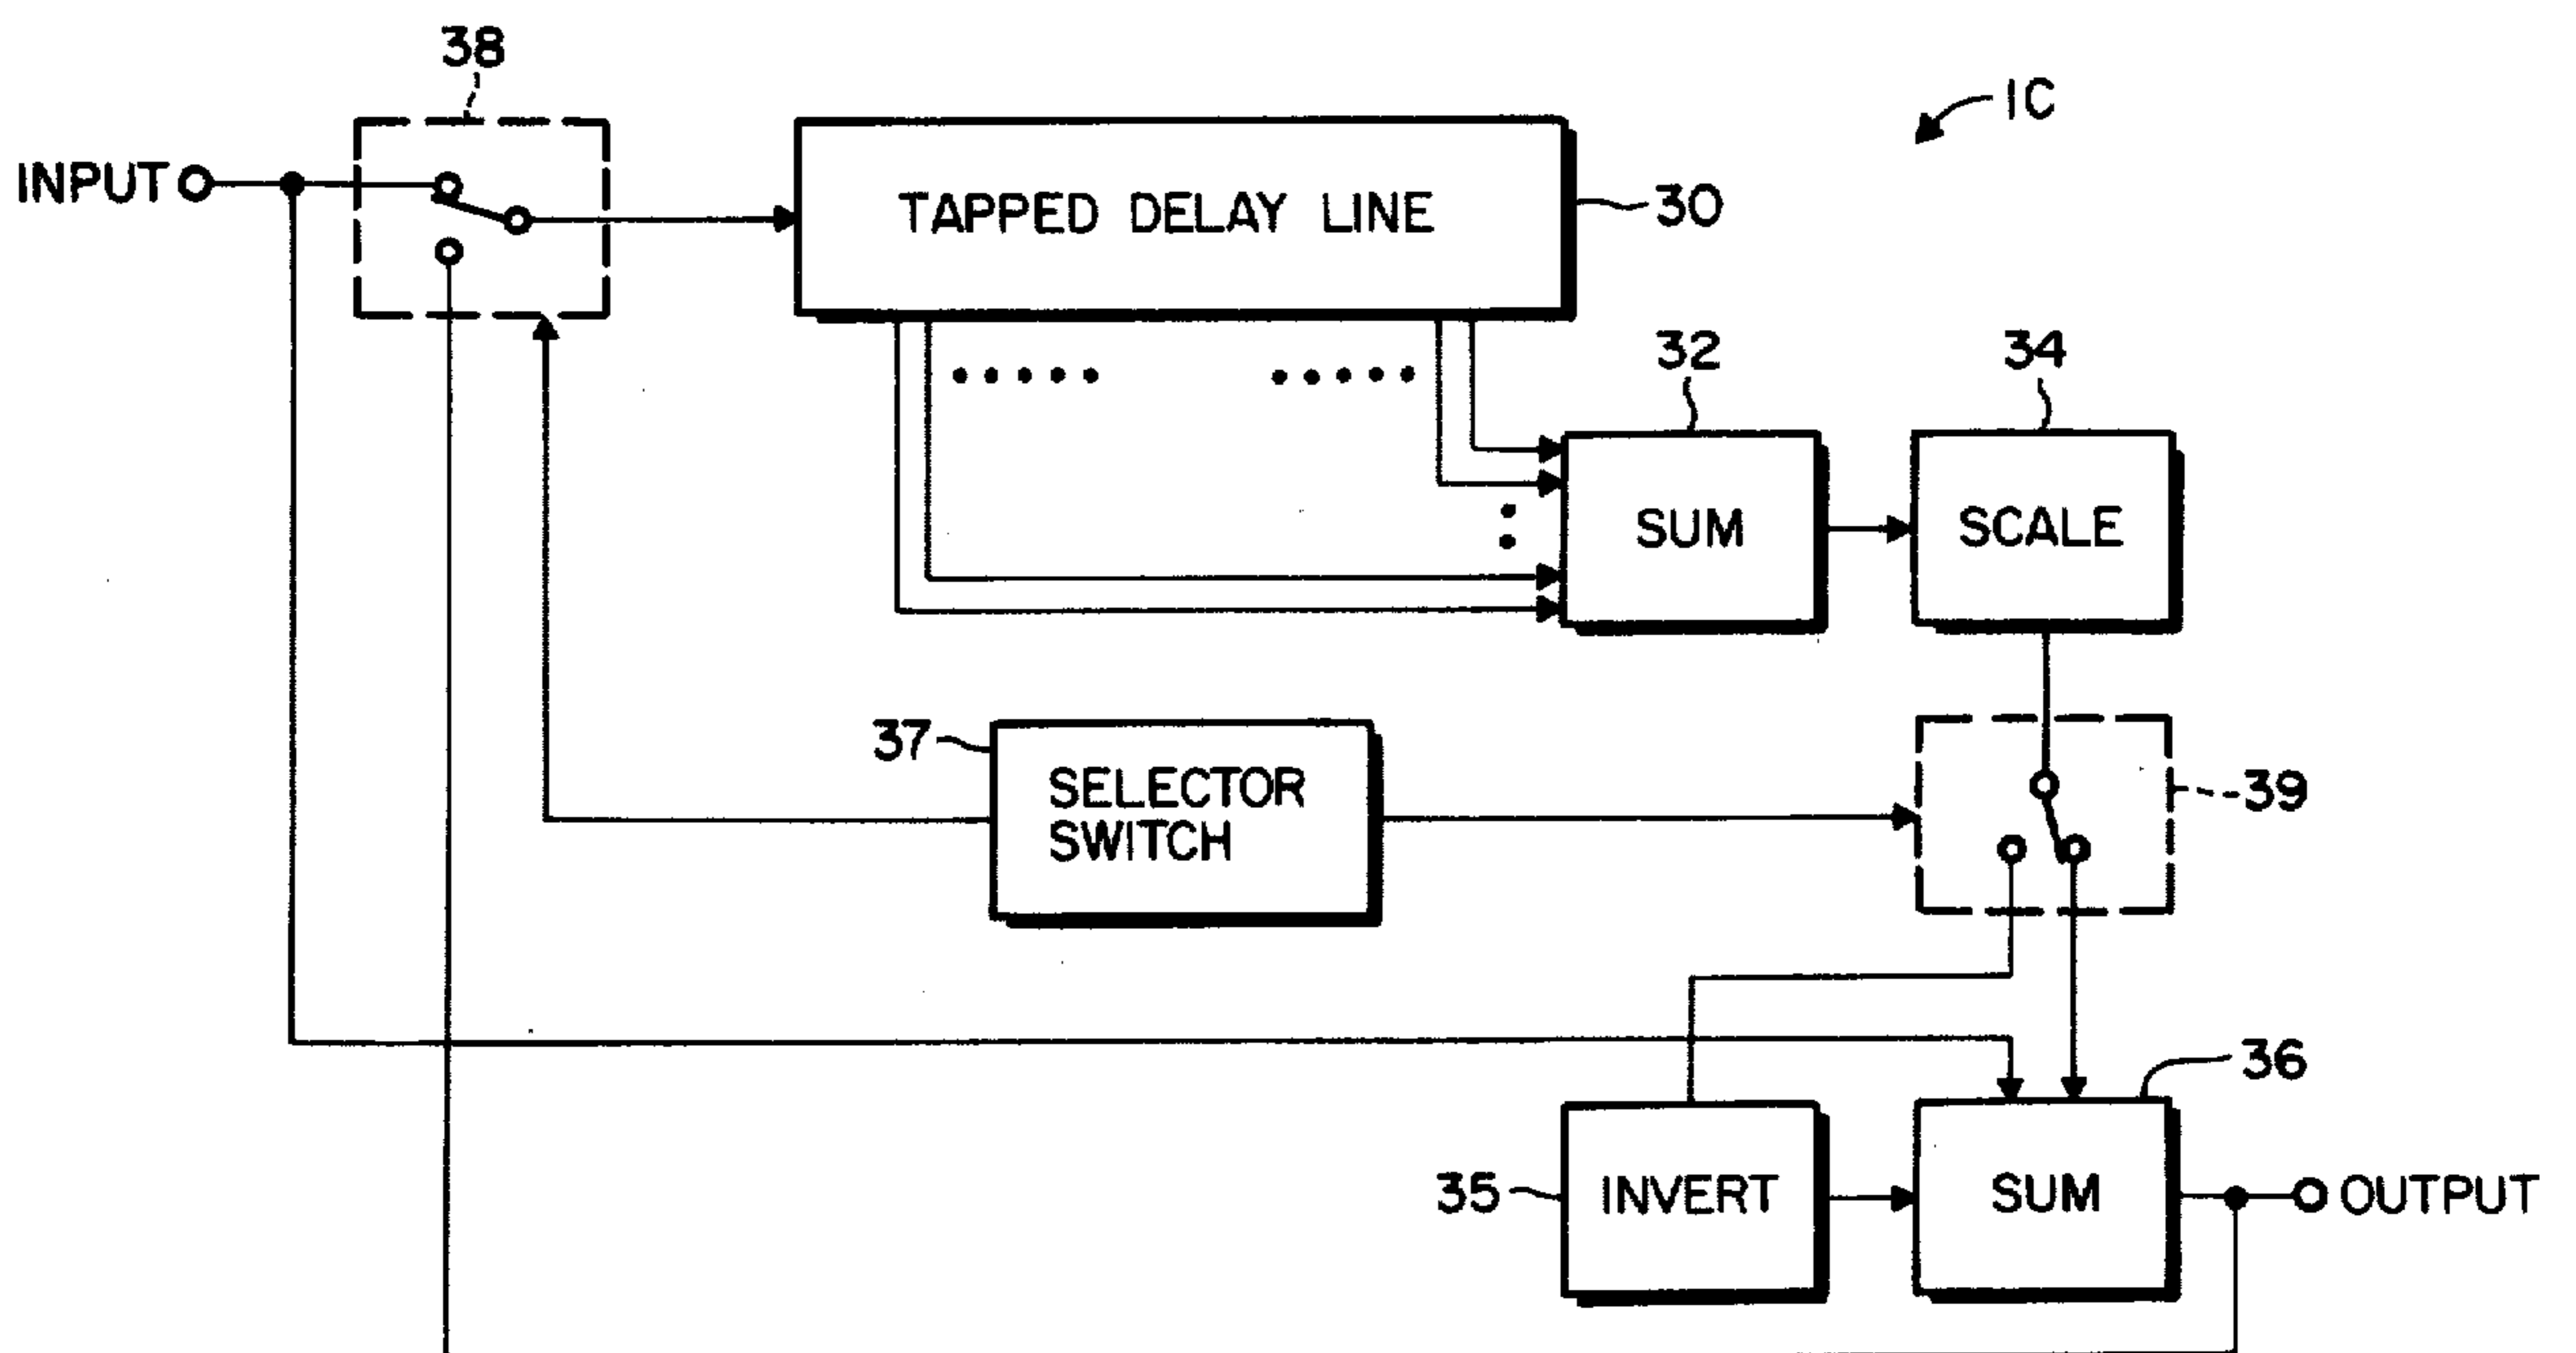 38
1C
INPUT
TAPPED DELAY LINE
30
32
34
SUM
SCALE
37
SELECTOR
SWITCH
39
36
35
INVERT
SUM
OUTPUT